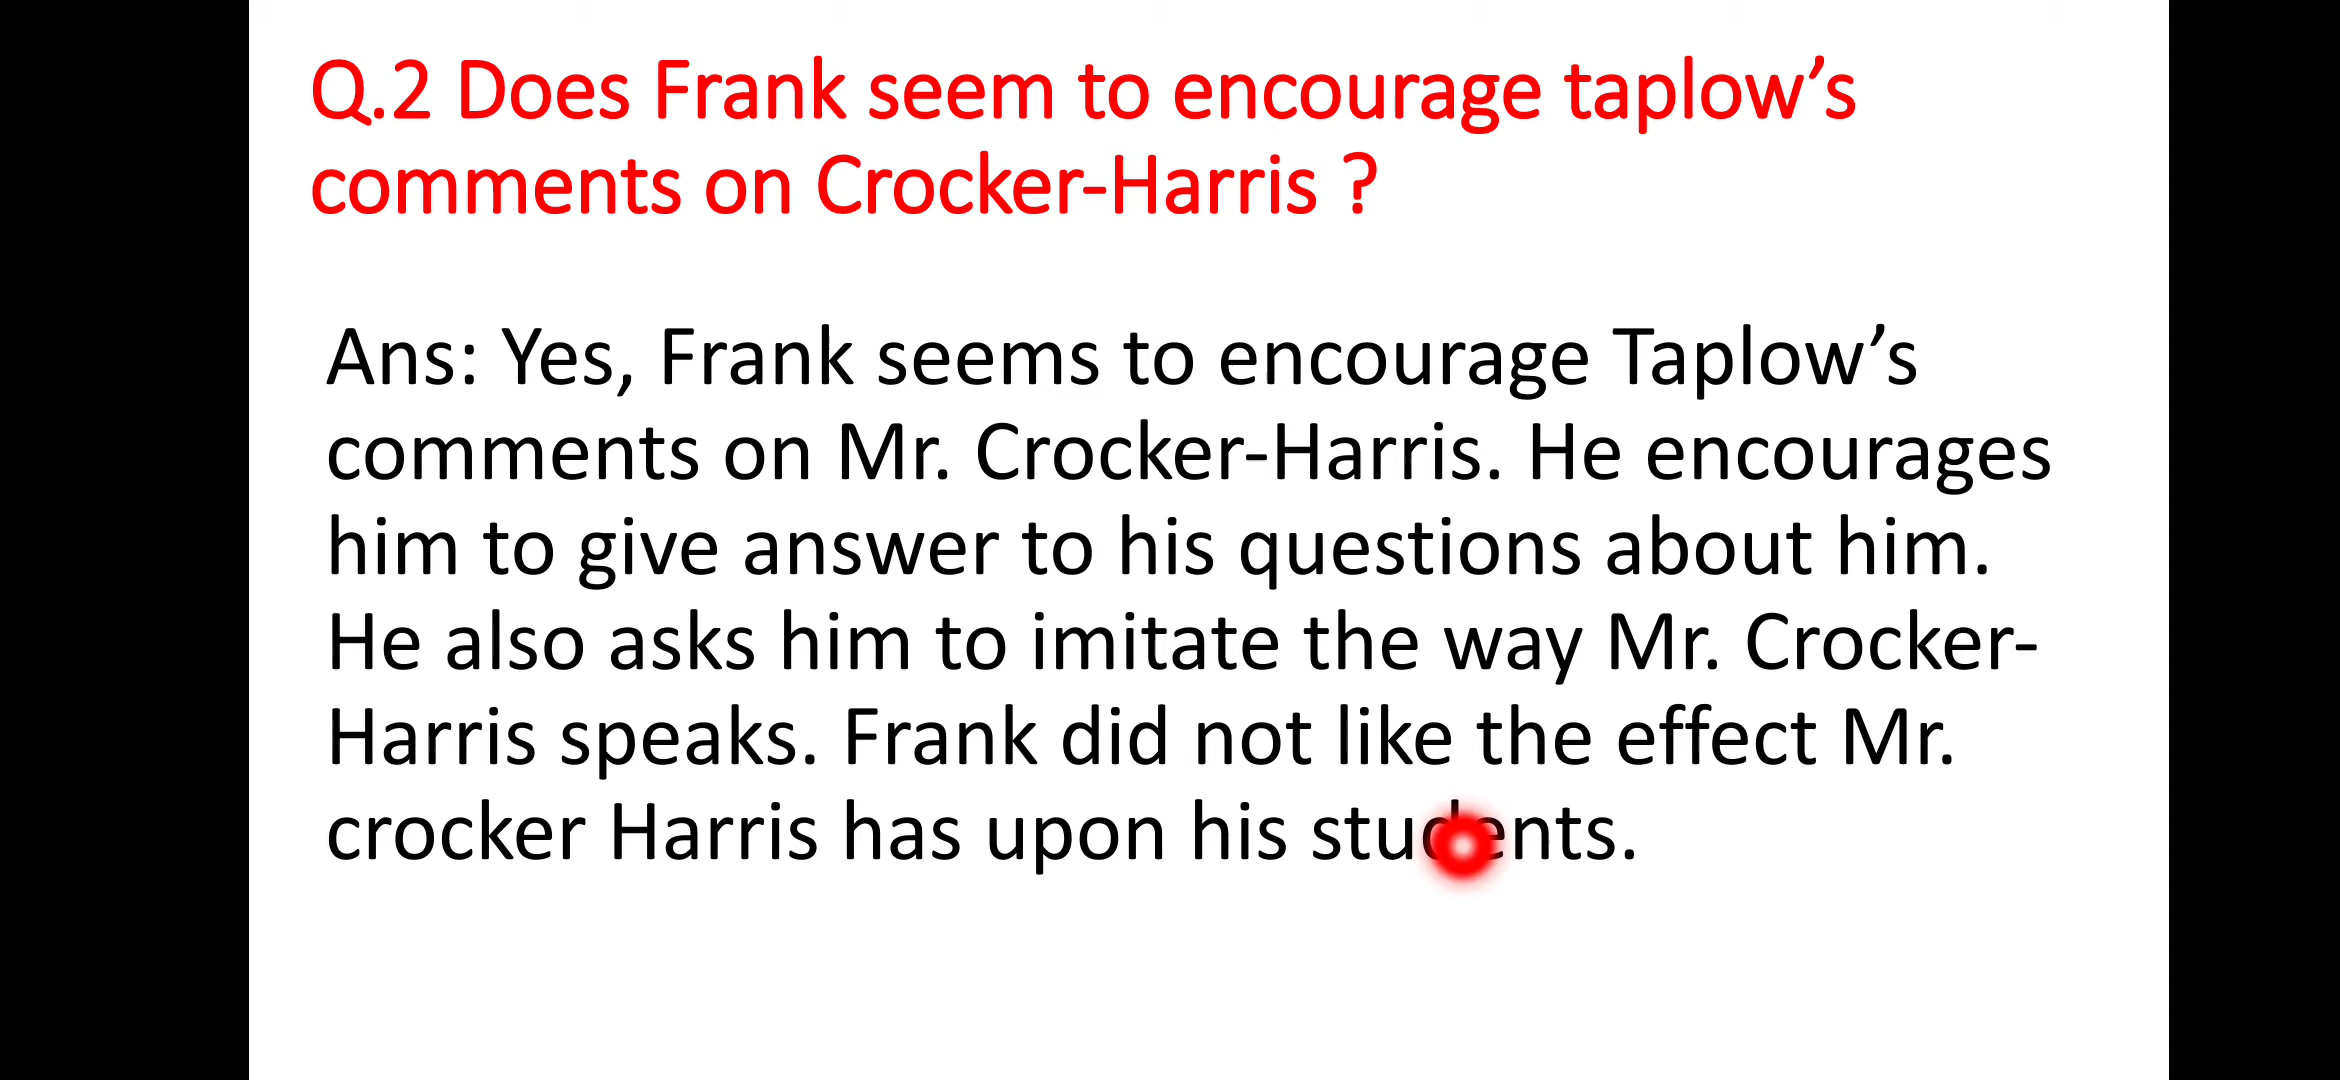 Q.2 Does Frank seem to encourage taplow’s
comments on Crocker-Harris ?
Ans: Yes, Frank seems to encourage Taplow’s
comments on Mr. Crocker-Harris. He encourages
him to give answer to his questions about him.
He also asks him to imitate the way Mr. Crocker-
Harris speaks. Frank did not like the effect Mr.
crocker Harris has upon his students.